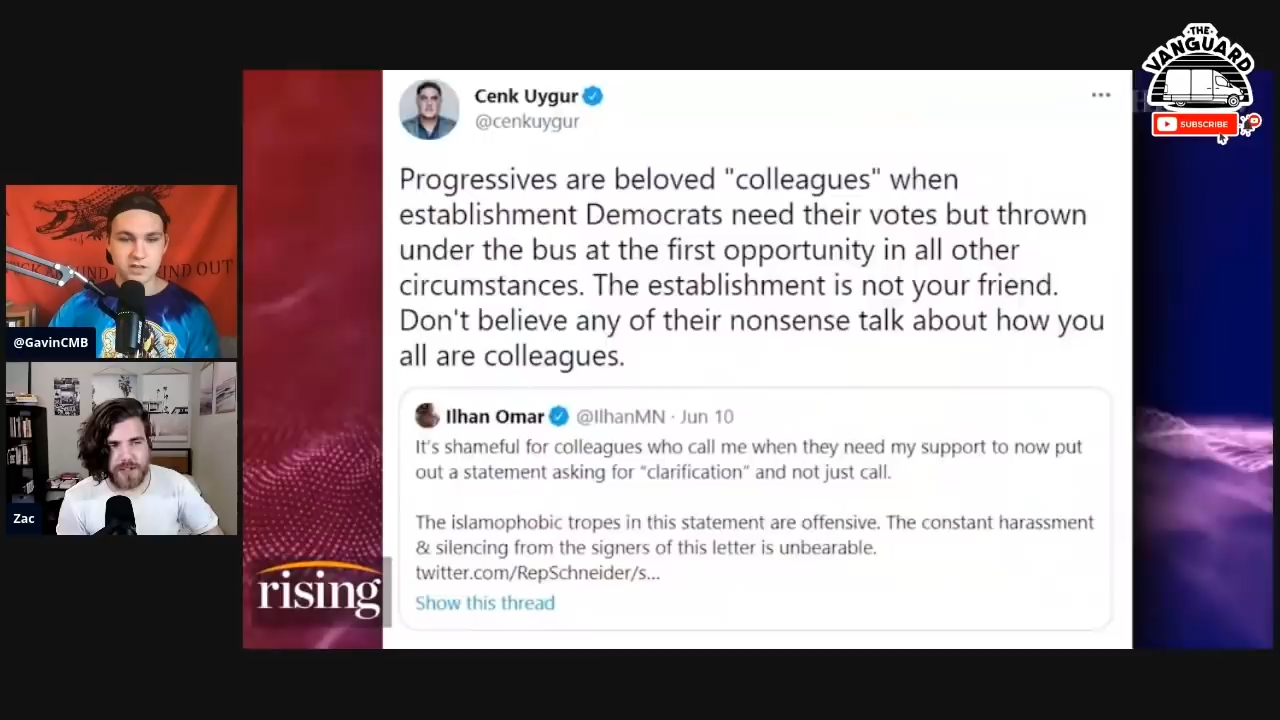 THE
VANGUARD
SUBSCRIBE
Cenk Uygur
@cenkuygur
Progressives are beloved "colleagues" when
establishment Democrats need their votes but thrown
under the bus at the first opportunity in all other
circumstances. The establishment is not your friend.
Don't believe any of their nonsense talk about how you
all are colleagues.
Ilhan Omar @IlhanMN · Jun 10
It's shameful for colleagues who call me when they need my support to now put
out a statement asking for “clarification” and not just call.
The islamophobic tropes in this statement are offensive. The constant harassment
& silencing from the signers of this letter is unbearable.
twitter.com/RepSchneider/s...
Show this thread
rising
IND OUT
@GavinCMB
Zac